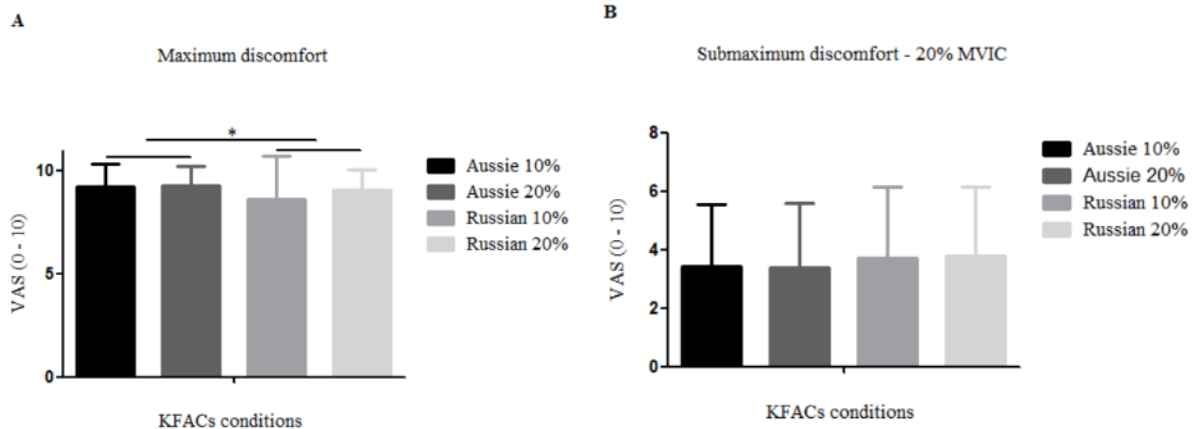 A
Maximum discomfort
*
10
5
0
VAS (0 - 10)
Aussie 10%
Aussie 20%
Russian 10%
Russian 20%
KFACs conditions
B
Submaximum discomfort - 20% MVIC
8
6
4
2
0
VAS (0 - 10)
Aussie 10%
Aussie 20%
Russian 10%
Russian 20%
KFACs conditions